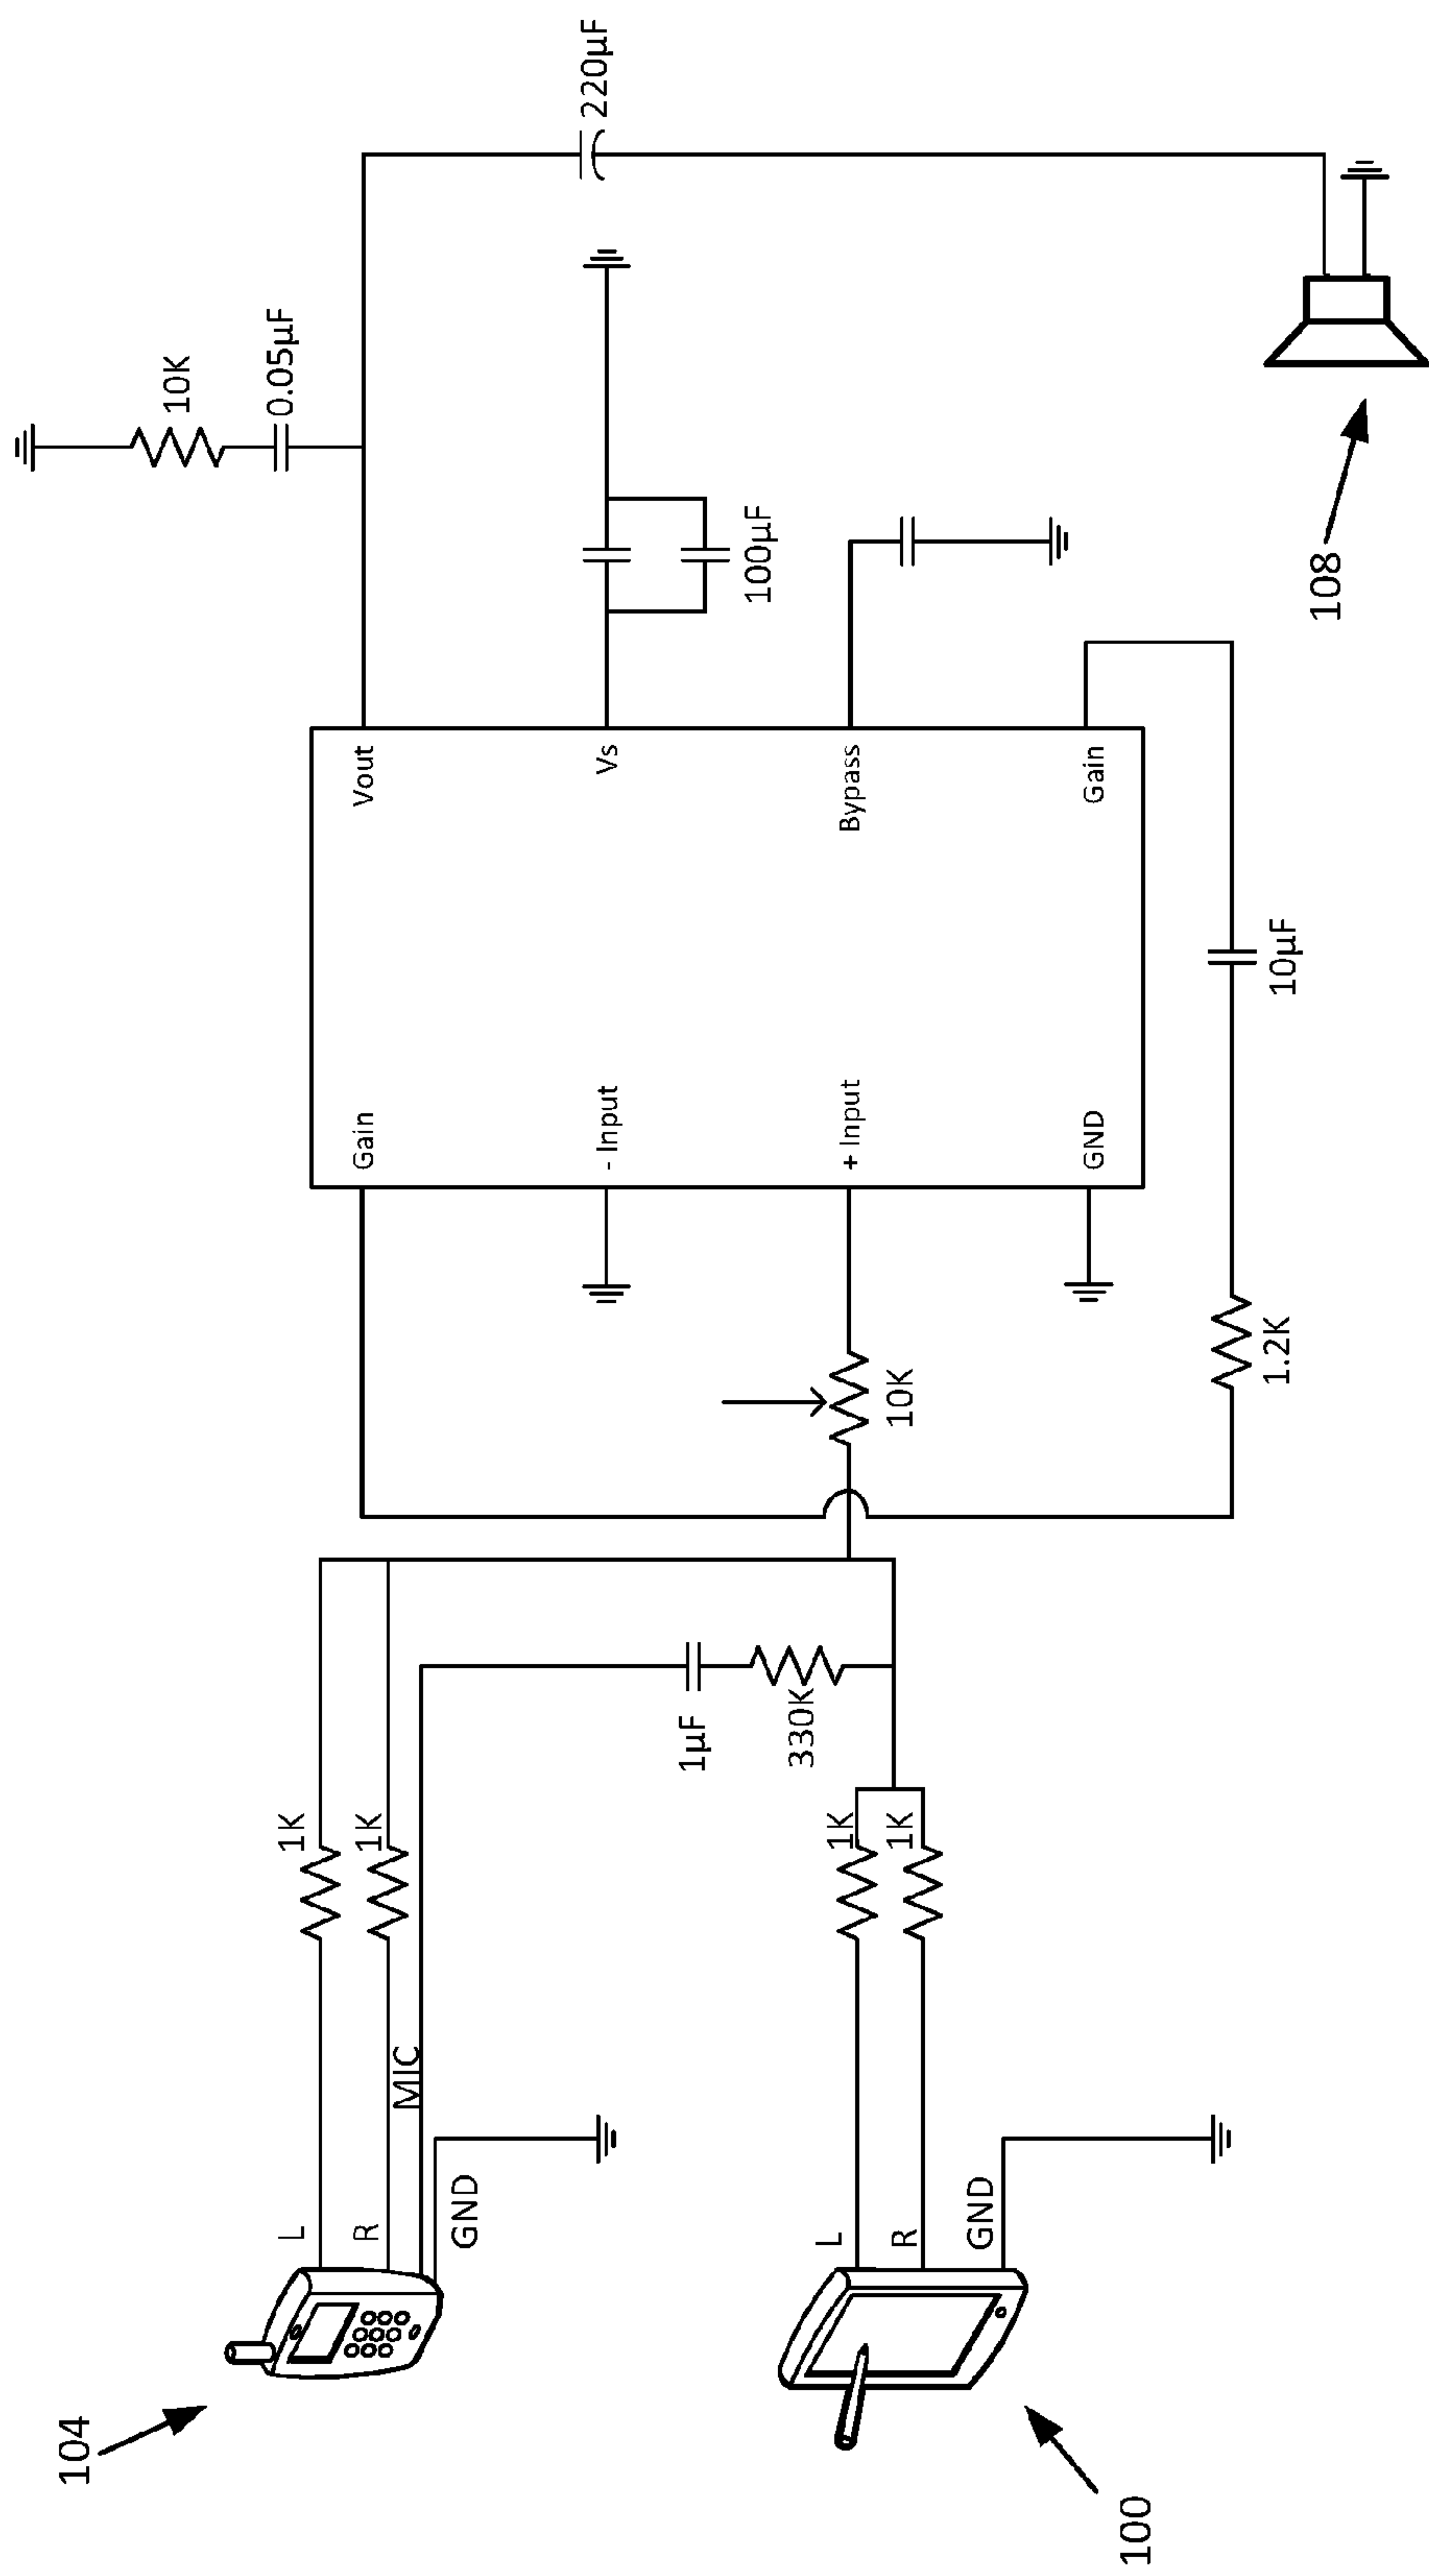 104
L
1K
R
1K
MIC
GND
1µF
330K
100
L
1K
R
1K
GND
10K
Gain
- Input
+ Input
GND
Vout
Vs
Bypass
Gain
10K
0.05µF
220µF
100µF
1.2K
10µF
108